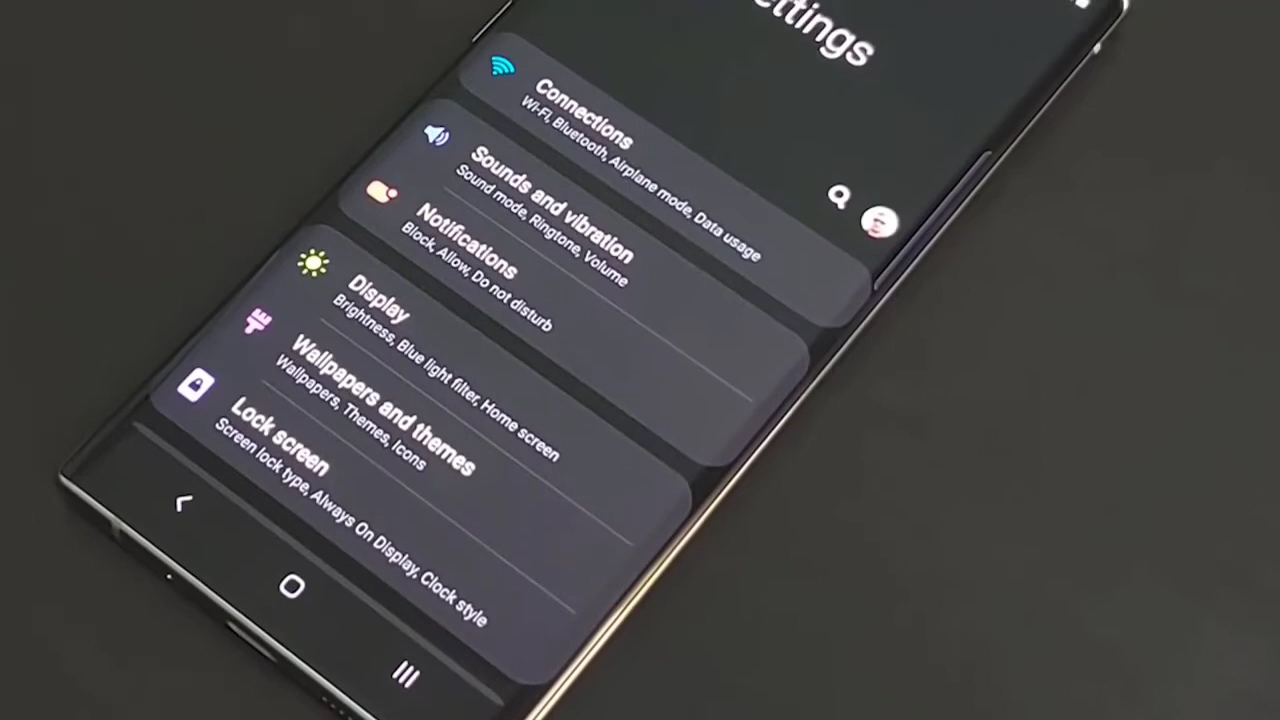 ettings
Connections
Wi-Fi, Bluetooth, Airplane mode, Data usage
Sounds and vibration
Sound mode, Ringtone, Volume
Notifications
Block, Allow, Do not disturb
Display
Brightness, Blue light filter, Home screen
Wallpapers and themes
Wallpapers, Themes, Icons
Lock screen
Screen lock type, Always On Display, Clock style